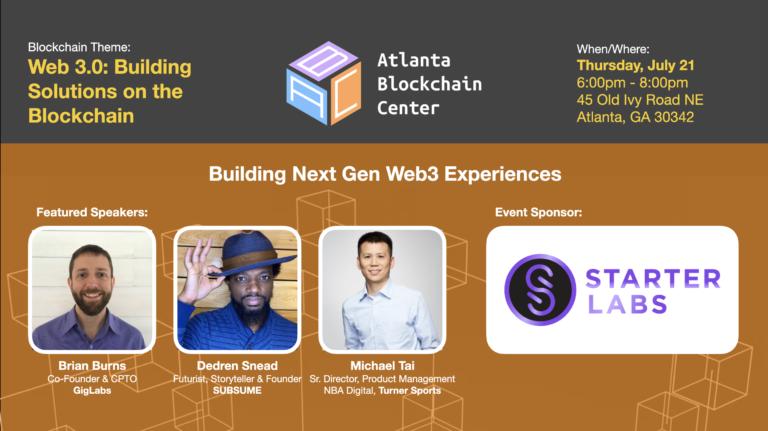 Blockchain Theme:
Web 3.0: Building
Solutions on the
Blockchain
B
A
C
Atlanta
Blockchain
Center
When/Where:
Thursday, July 21
6:00pm - 8:00pm
45 Old Ivy Road NE
Atlanta, GA 30342
Building Next Gen Web3 Experiences
Featured Speakers:
Event Sponsor:
Brian Burns
Co-Founder & CPTO
GigLabs
Dedren Snead
Futurist, Storyteller & Founder
SUBSUME
Michael Tai
Sr. Director, Product Management
NBA Digital, Turner Sports
S
STARTER
LABS